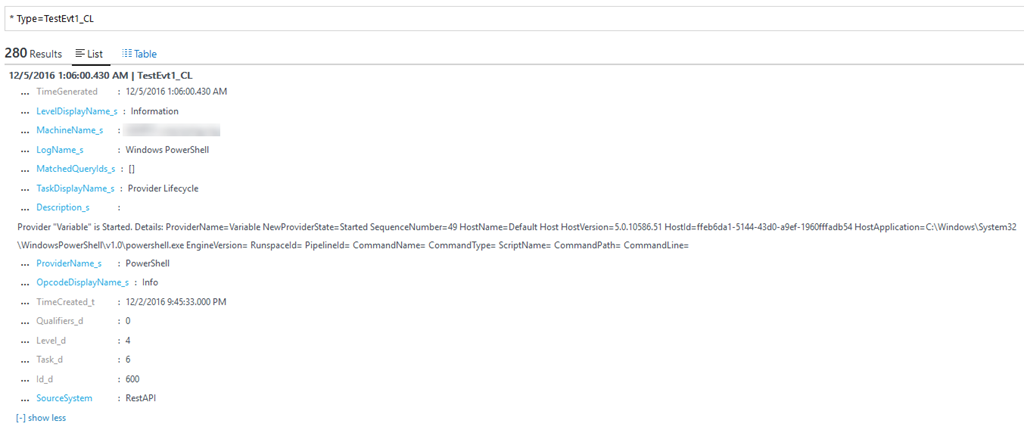 * Type=TestEvt1_CL
280 Results List Table
12/5/2016 1:06:00.430 AM | TestEvt1_CL
... TimeGenerated : 12/5/2016 1:06:00.430 AM
... LevelDisplayName_s : Information
... MachineName_s :
... LogName_s : Windows PowerShell
... MatchedQueryIds_s : []
... TaskDisplayName_s : Provider Lifecycle
... Description_s :
Provider "Variable" is Started. Details: ProviderName=Variable NewProviderState=Started SequenceNumber=49 HostName=Default Host HostVersion=5.0.10586.51 HostId=ffeb6da1-5144-43d0-a9ef-1960fffadb54 HostApplication=C:\Windows\System32
\WindowsPowerShell\v1.0\powershell.exe EngineVersion= RunspaceId= PipelineId= CommandName= CommandType= ScriptName= CommandPath= CommandLine=
... ProviderName_s : PowerShell
... OpcodeDisplayName_s : Info
... TimeCreated_t : 12/2/2016 9:45:33.000 PM
... Qualifiers_d : 0
... Level_d : 4
... Task_d : 6
... Id_d : 600
... SourceSystem : RestAPI
[-] show less